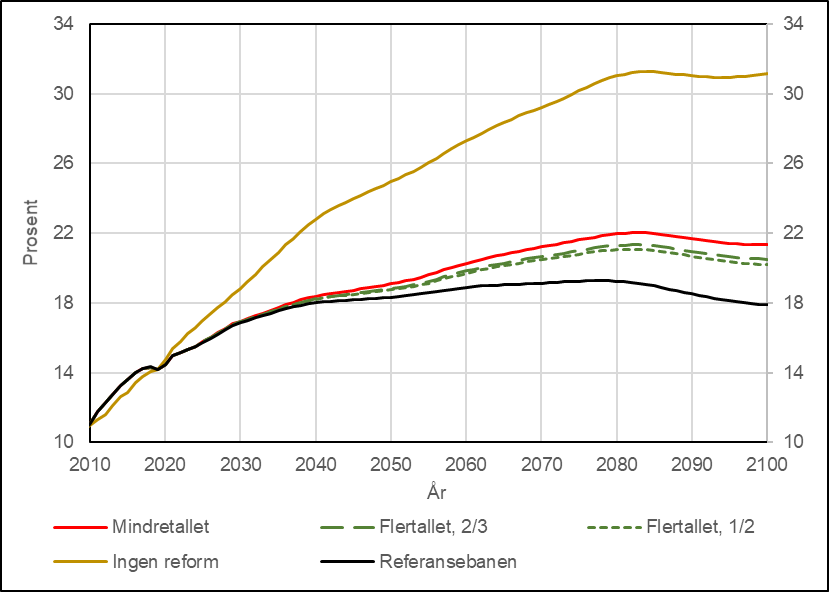 34 34
30 30
26 26
22 22
18 18
14 14
10 10
Prosent
2010 2020 2030 2040 2050 2060 2070 2080 2090 2100
År
Mindretallet Flertallet, 2/3 Flertallet, 1/2
Ingen reform Referansebanen